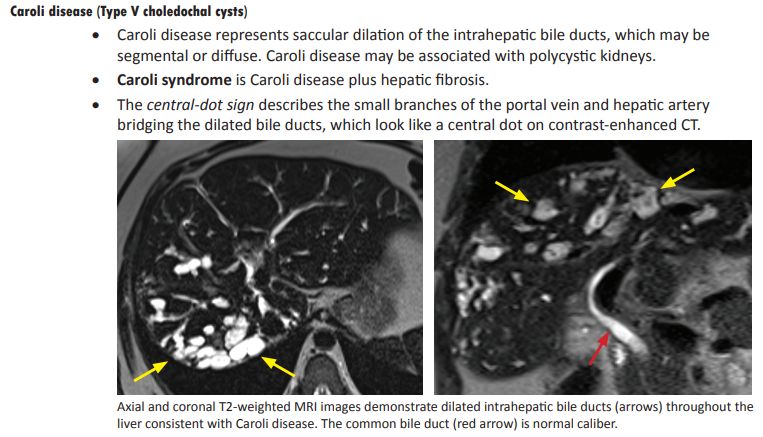 Caroli disease (Type V choledochal cysts)
• Caroli disease represents saccular dilation of the intrahepatic bile ducts, which may be
segmental or diffuse. Caroli disease may be associated with polycystic kidneys.
• Caroli syndrome is Caroli disease plus hepatic fibrosis.
• The central-dot sign describes the small branches of the portal vein and hepatic artery
bridging the dilated bile ducts, which look like a central dot on contrast-enhanced CT.
Axial and coronal T2-weighted MRI images demonstrate dilated intrahepatic bile ducts (arrows) throughout the
liver consistent with Caroli disease. The common bile duct (red arrow) is normal caliber.